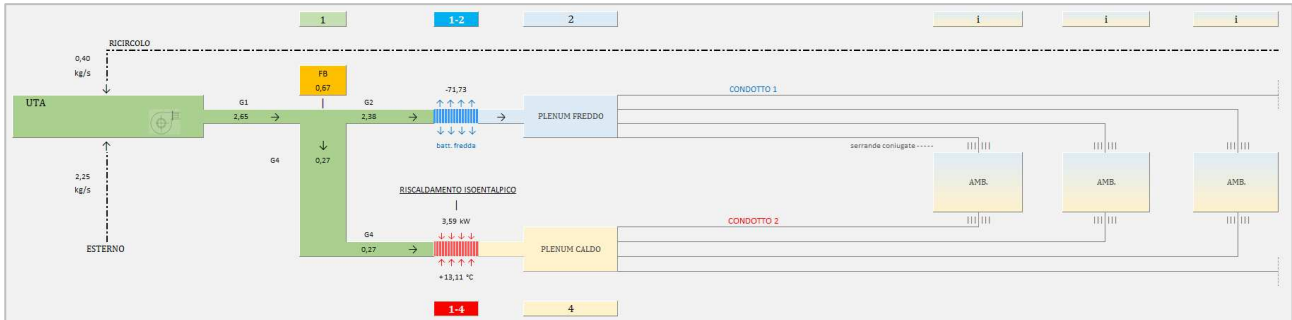 1
1-2
2
i
i
i
RICIRCOLO
0,40
kg/s
FB
0,67
-71,73
CONDOTTO 1
UTA
G1
G2
2,65
2,38
PLENUM FREDDO
batt. fredda
serrande coniugate
G4
0,27
2,25
kg/s
AMB.
AMB.
AMB.
RISCALDAMENTO ISOENTALPICO
3,59 kW
CONDOTTO 2
G4
0,27
ESTERNO
PLENUM CALDO
+13,11 °C
1-4
4